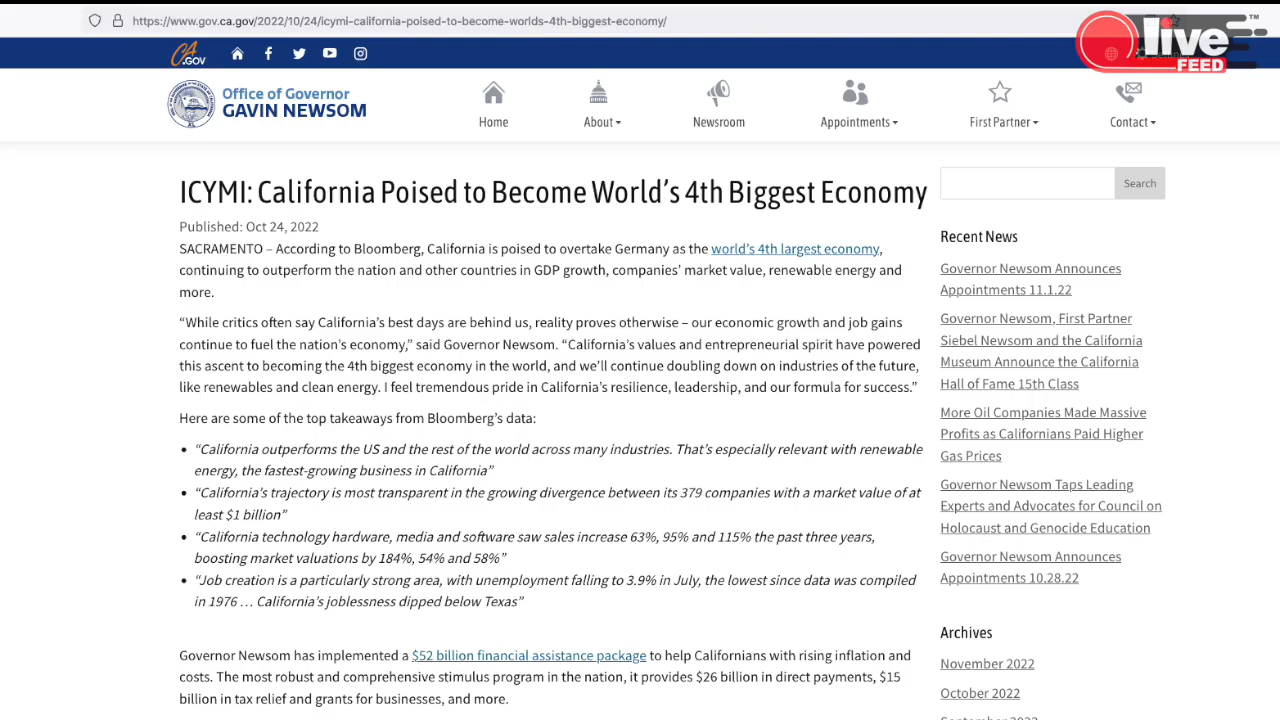 https://www.gov.ca.gov/2022/10/24/icymi-california-poised-to-become-worlds-4th-biggest-economy/
live
FEED
TM
CA
.GOV
Office of Governor
GAVIN NEWSOM
Home
About
Newsroom
Appointments
First Partner
Contact
ICYMI: California Poised to Become World’s 4th Biggest Economy
Published: Oct 24, 2022
SACRAMENTO – According to Bloomberg, California is poised to overtake Germany as the world’s 4th largest economy,
continuing to outperform the nation and other countries in GDP growth, companies’ market value, renewable energy and
more.
“While critics often say California’s best days are behind us, reality proves otherwise – our economic growth and job gains
continue to fuel the nation’s economy,” said Governor Newsom. “California’s values and entrepreneurial spirit have powered
this ascent to becoming the 4th biggest economy in the world, and we’ll continue doubling down on industries of the future,
like renewables and clean energy. I feel tremendous pride in California’s resilience, leadership, and our formula for success.”
Here are some of the top takeaways from Bloomberg’s data:
• “California outperforms the US and the rest of the world across many industries. That’s especially relevant with renewable
energy, the fastest-growing business in California”
• “California’s trajectory is most transparent in the growing divergence between its 379 companies with a market value of at
least $1 billion”
• “California technology hardware, media and software saw sales increase 63%, 95% and 115% the past three years,
boosting market valuations by 184%, 54% and 58%”
• “Job creation is a particularly strong area, with unemployment falling to 3.9% in July, the lowest since data was compiled
in 1976 … California’s joblessness dipped below Texas”
Governor Newsom has implemented a $52 billion financial assistance package to help Californians with rising inflation and
costs. The most robust and comprehensive stimulus program in the nation, it provides $26 billion in direct payments, $15
billion in tax relief and grants for businesses, and more.
Search
Recent News
Governor Newsom Announces
Appointments 11.1.22
Governor Newsom, First Partner
Siebel Newsom and the California
Museum Announce the California
Hall of Fame 15th Class
More Oil Companies Made Massive
Profits as Californians Paid Higher
Gas Prices
Governor Newsom Taps Leading
Experts and Advocates for Council on
Holocaust and Genocide Education
Governor Newsom Announces
Appointments 10.28.22
Archives
November 2022
October 2022